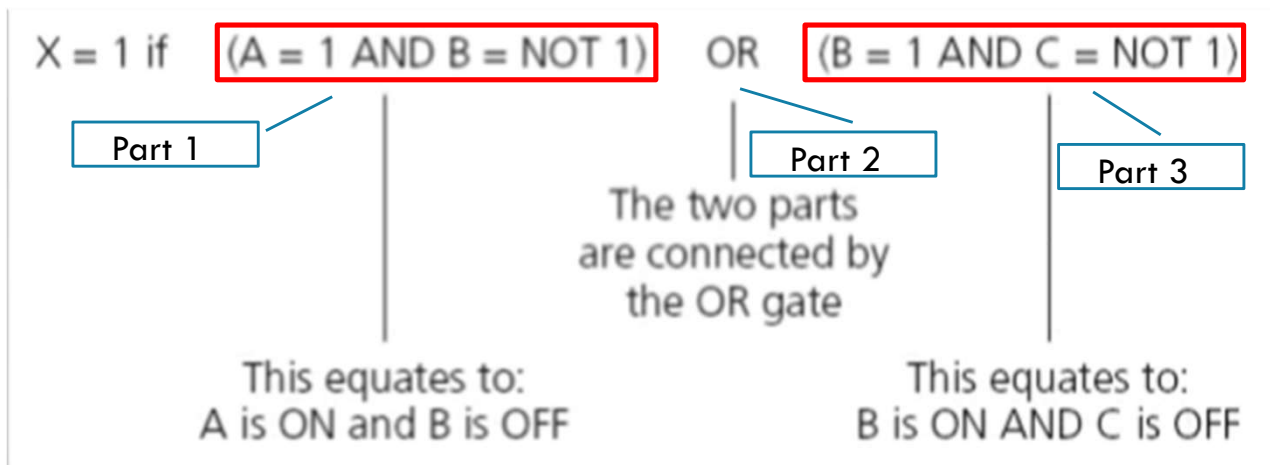 X = 1 if (A = 1 AND B = NOT 1) OR (B = 1 AND C = NOT 1)
Part 1
Part 2
Part 3
The two parts
are connected by
the OR gate
This equates to:
A is ON and B is OFF
This equates to:
B is ON AND C is OFF